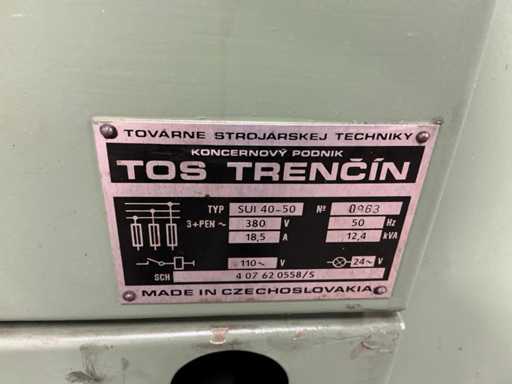 TOVÁRNE STROJÁRSKEJ TECHNIKY
KONCERNOVÝ PODNIK
TOS TRENČÍN
TYP SUI 40-50 № 0963
3+PEN ~ 380 V 50 Hz
18,5 A 12,4 kVA
110 ~ V 24 ~ V
SCH 4 07 62 0558/S
MADE IN CZECHOSLOVAKIA